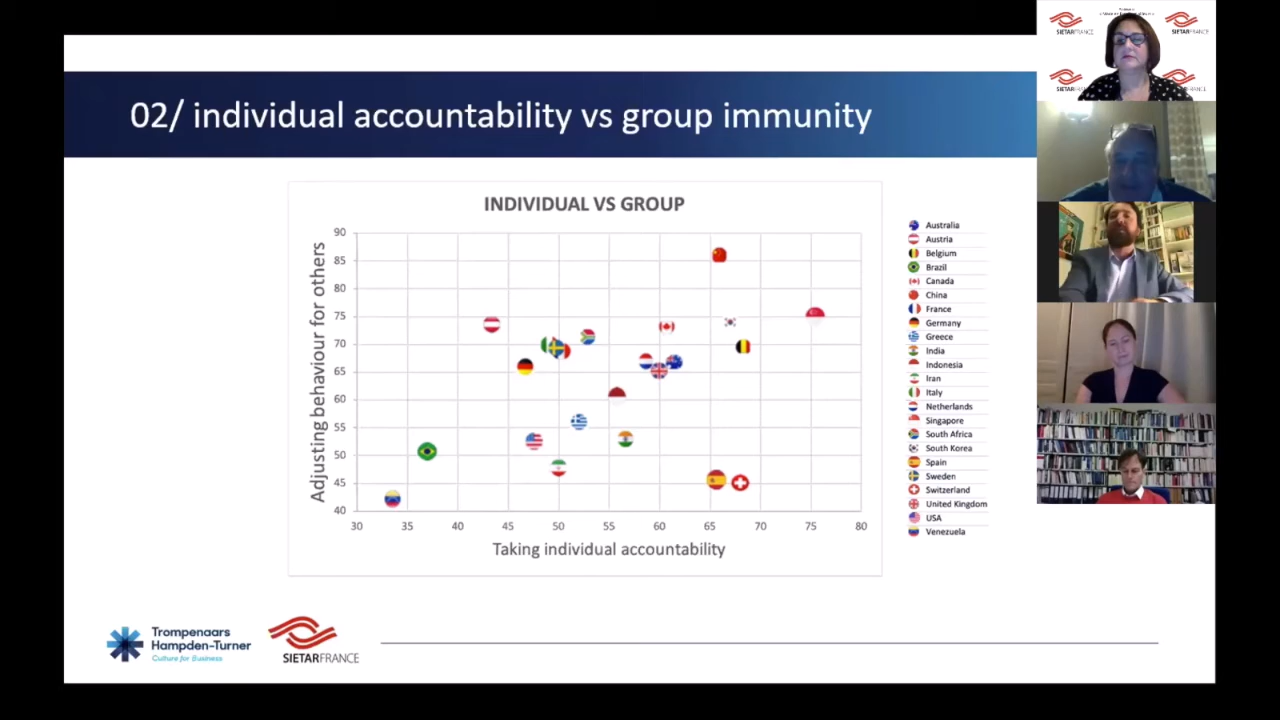 02/ individual accountability vs group immunity
INDIVIDUAL VS GROUP
Adjusting behaviour for others
90
85
80
75
70
65
60
55
50
45
40
30
35
40
45
50
55
60
65
70
75
80
Taking individual accountability
Australia
Austria
Belgium
Brazil
Canada
China
France
Germany
Greece
India
Indonesia
Iran
Italy
Netherlands
Singapore
South Africa
South Korea
Spain
Sweden
Switzerland
United Kingdom
USA
Venezuela
Trompenaars
Hampden-Turner
Culture for Business
SIETARFRANCE
SIETARFRANCE
SIETARFRANCE